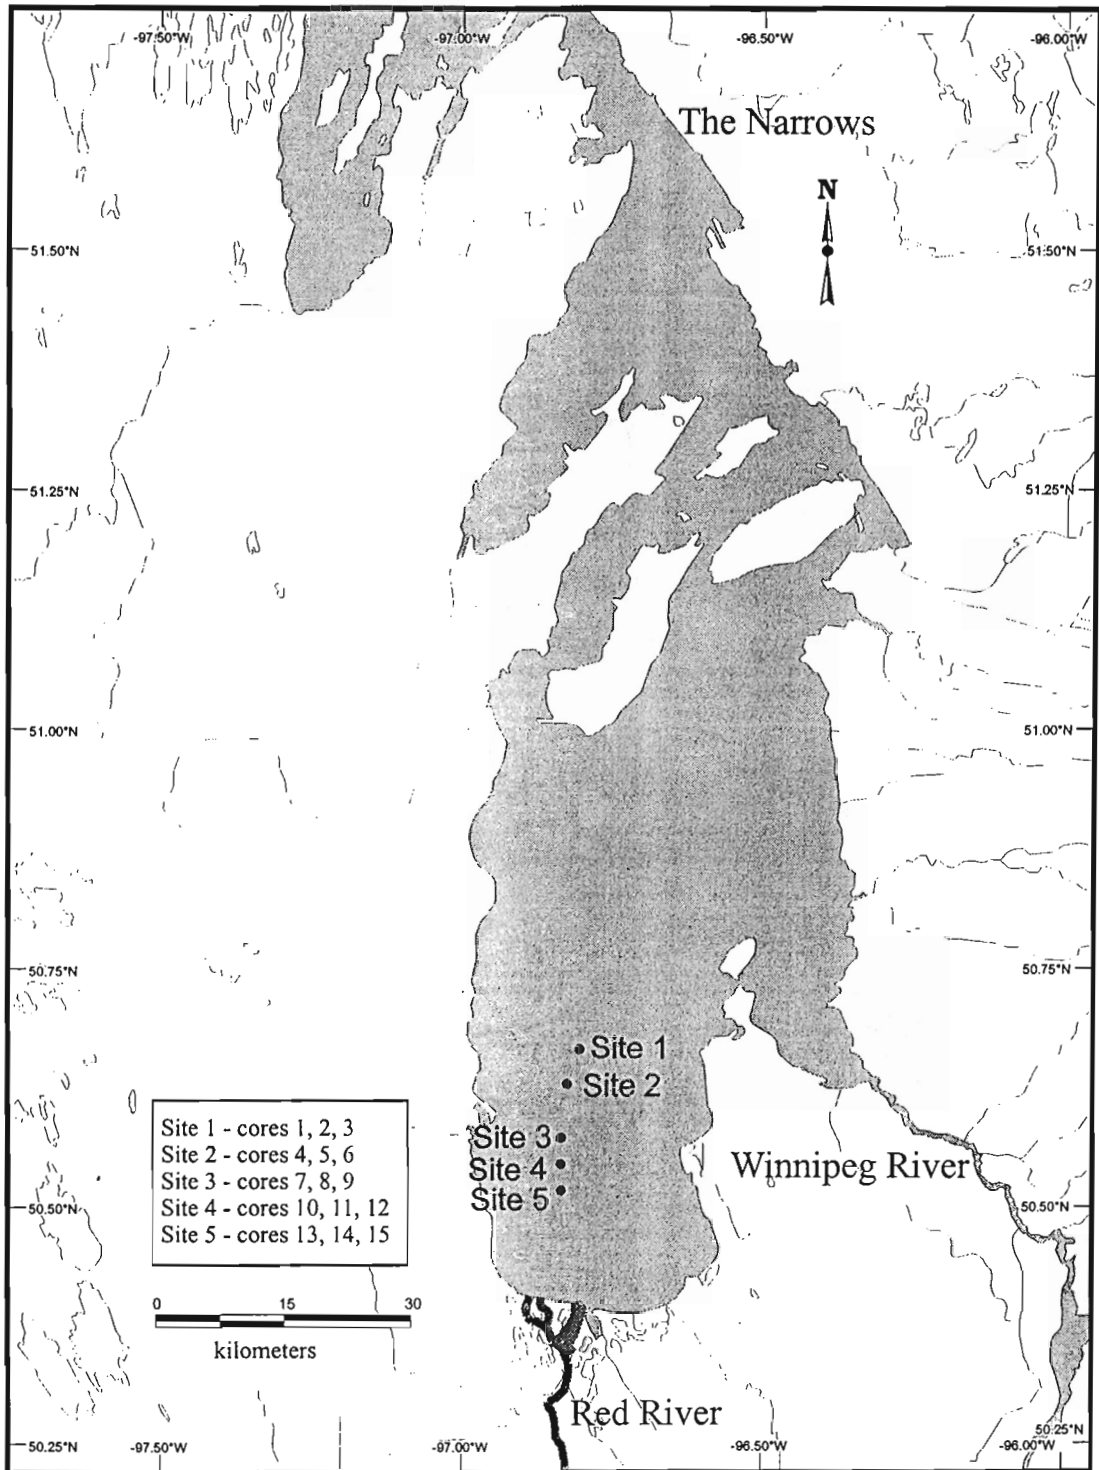 -97.50°W
-97.00°W
-96.50°W
-96.00°W
The Narrows
N
51.50°N
51.50°N
51.25°N
51.25°N
51.00°N
51.00°N
50.75°N
50.75°N
Site 1
Site 2
Site 3
Site 4
Site 5
Winnipeg River
Site 1 - cores 1, 2, 3
Site 2 - cores 4, 5, 6
Site 3 - cores 7, 8, 9
Site 4 - cores 10, 11, 12
Site 5 - cores 13, 14, 15
50.50°N
50.50°N
0 15 30
kilometers
Red River
50.25°N
50.25°N
-97.50°W
-97.00°W
-96.50°W
-96.00°W